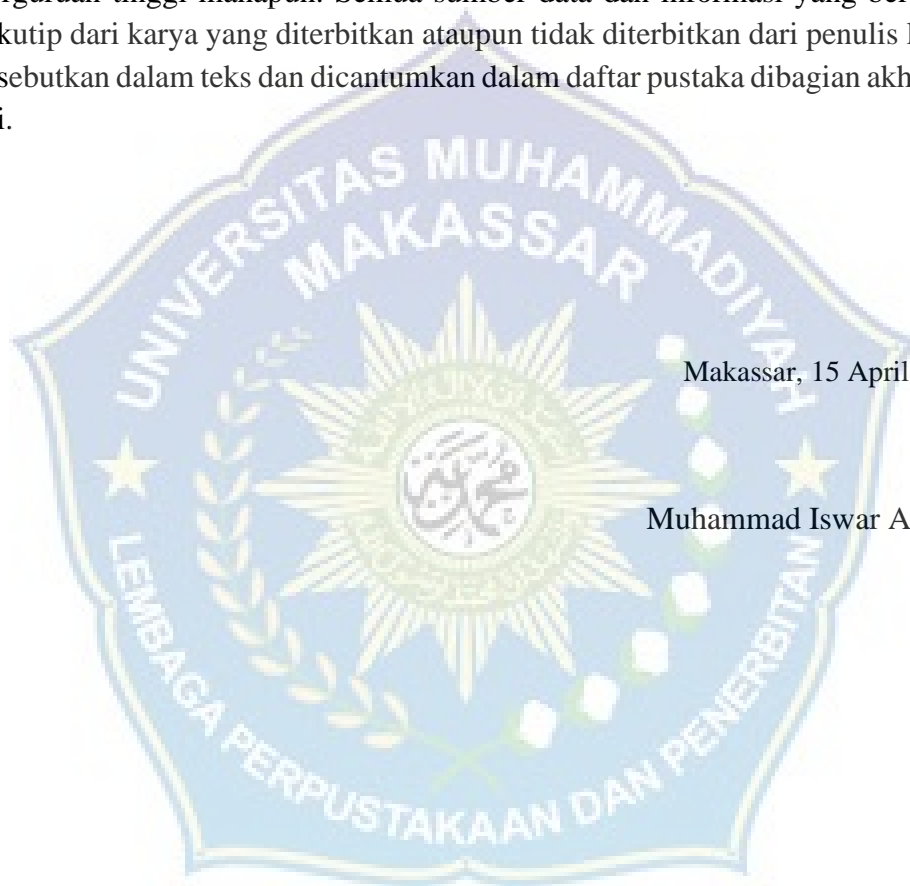 perguruan tinggi manapun. Semua sumber data dan informasi yang ber
kutip dari karya yang diterbitkan ataupun tidak diterbitkan dari penulis l
sebutkan dalam teks dan dicantumkan dalam daftar pustaka dibagian akh
i.
UNIVERSITAS MUHAMMADIYAH
MAKASSAR
Makassar, 15 April
Muhammad Iswar A
LEMBAGA PERPUSTAKAAN DAN PENERBITAN